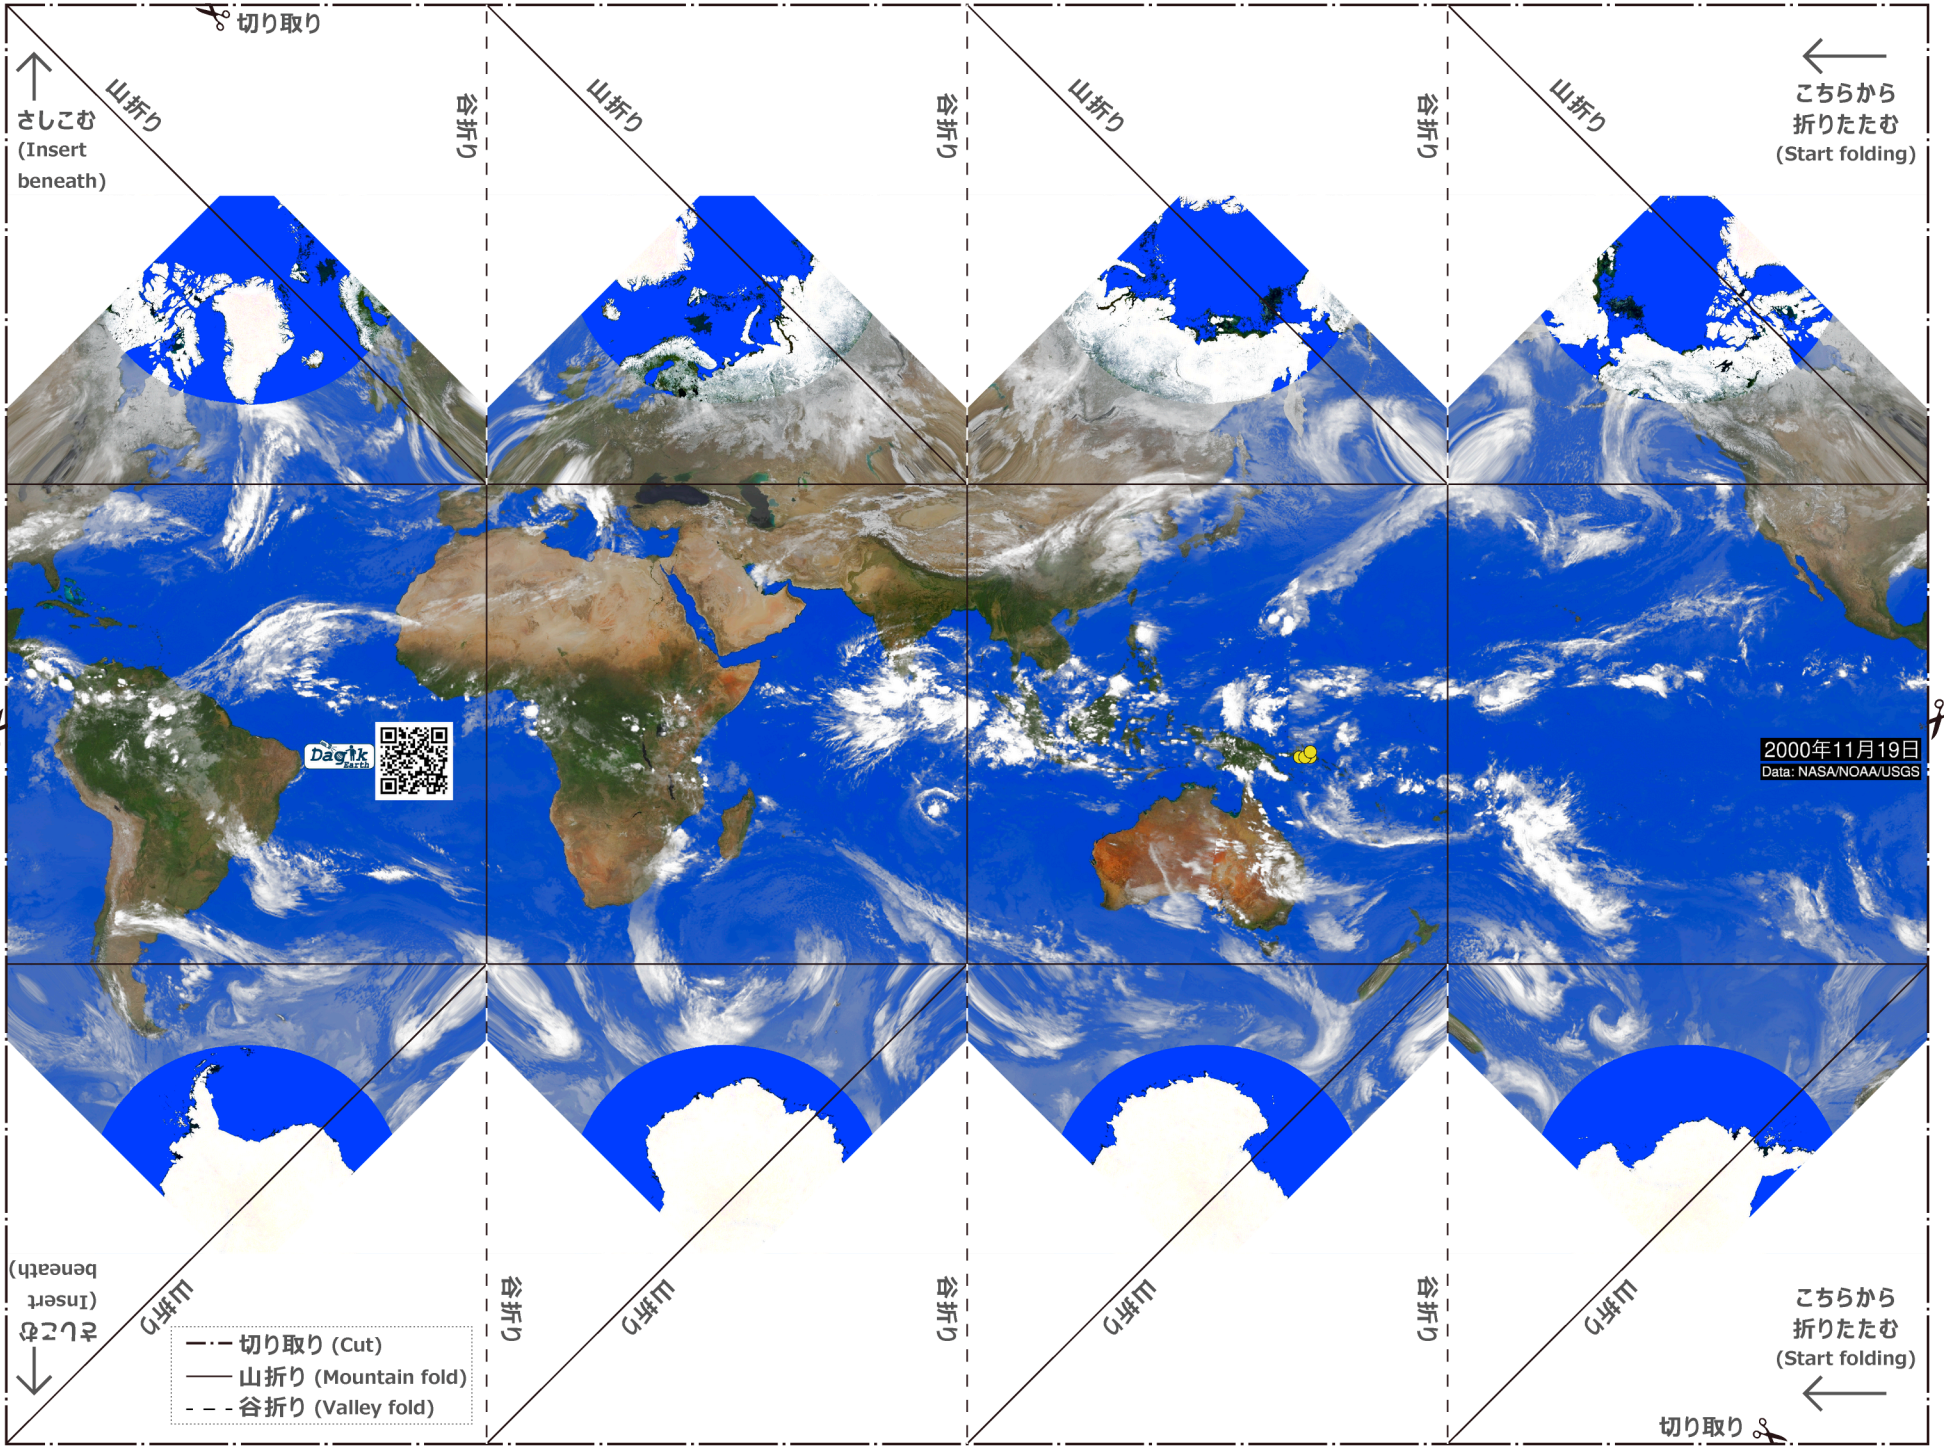 切り取り
さしこむ
(Insert
beneath)
山折り
谷折り
山折り
谷折り
山折り
谷折り
山折り
こちらから
折りたたむ
(Start folding)
Dagik
Earth
2000年11月19日
Data: NASA/NOAA/USGS
さしこむ
(Insert
beneath)
山折り
谷折り
山折り
谷折り
山折り
谷折り
山折り
こちらから
折りたたむ
(Start folding)
切り取り (Cut)
山折り (Mountain fold)
谷折り (Valley fold)
切り取り